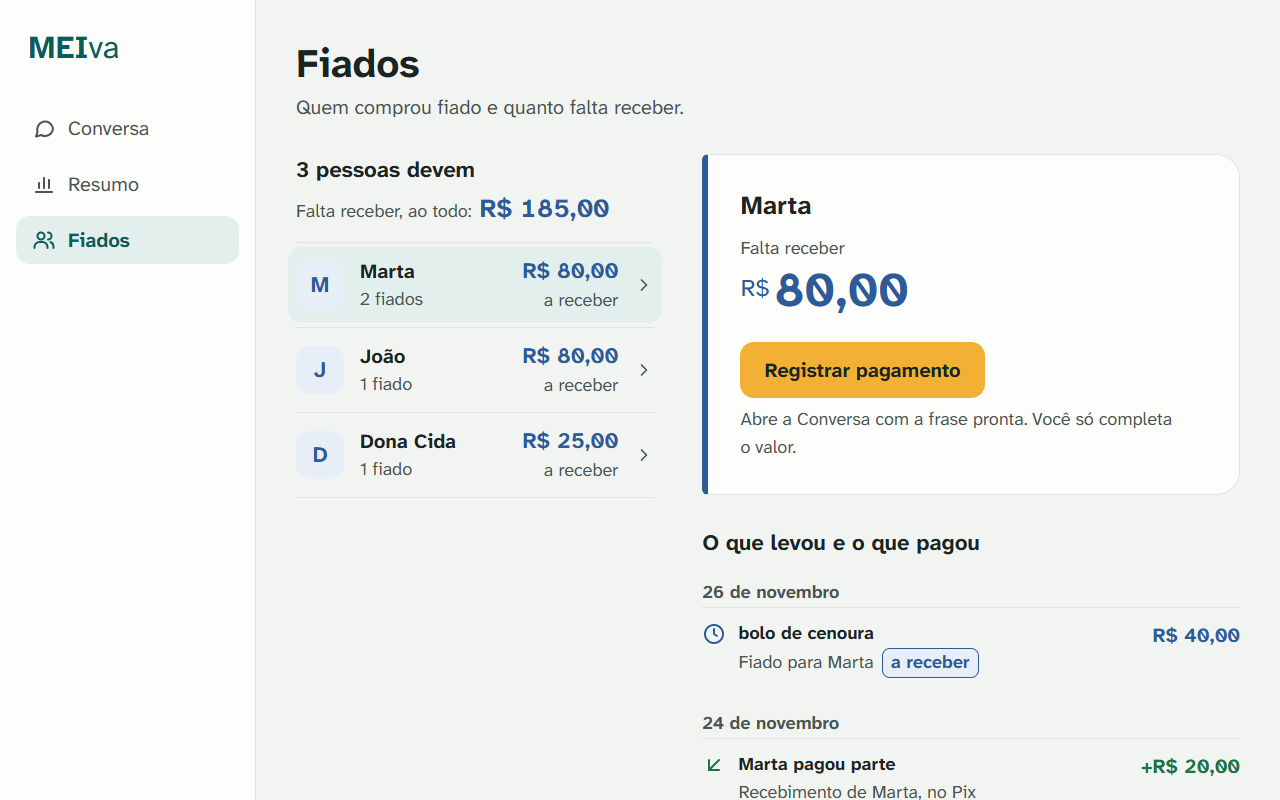 MEIva
Conversa
Resumo
Fiados
Fiados
Quem comprou fiado e quanto falta receber.
3 pessoas devem
Falta receber, ao todo: R$ 185,00
M
Marta
2 fiados
R$ 80,00
a receber
J
João
1 fiado
R$ 80,00
a receber
D
Dona Cida
1 fiado
R$ 25,00
a receber
Marta
Falta receber
R$ 80,00
Registrar pagamento
Abre a Conversa com a frase pronta. Você só completa
o valor.
O que levou e o que pagou
26 de novembro
bolo de cenoura
R$ 40,00
Fiado para Marta a receber
24 de novembro
Marta pagou parte
+R$ 20,00
Recebimento de Marta, no Pix